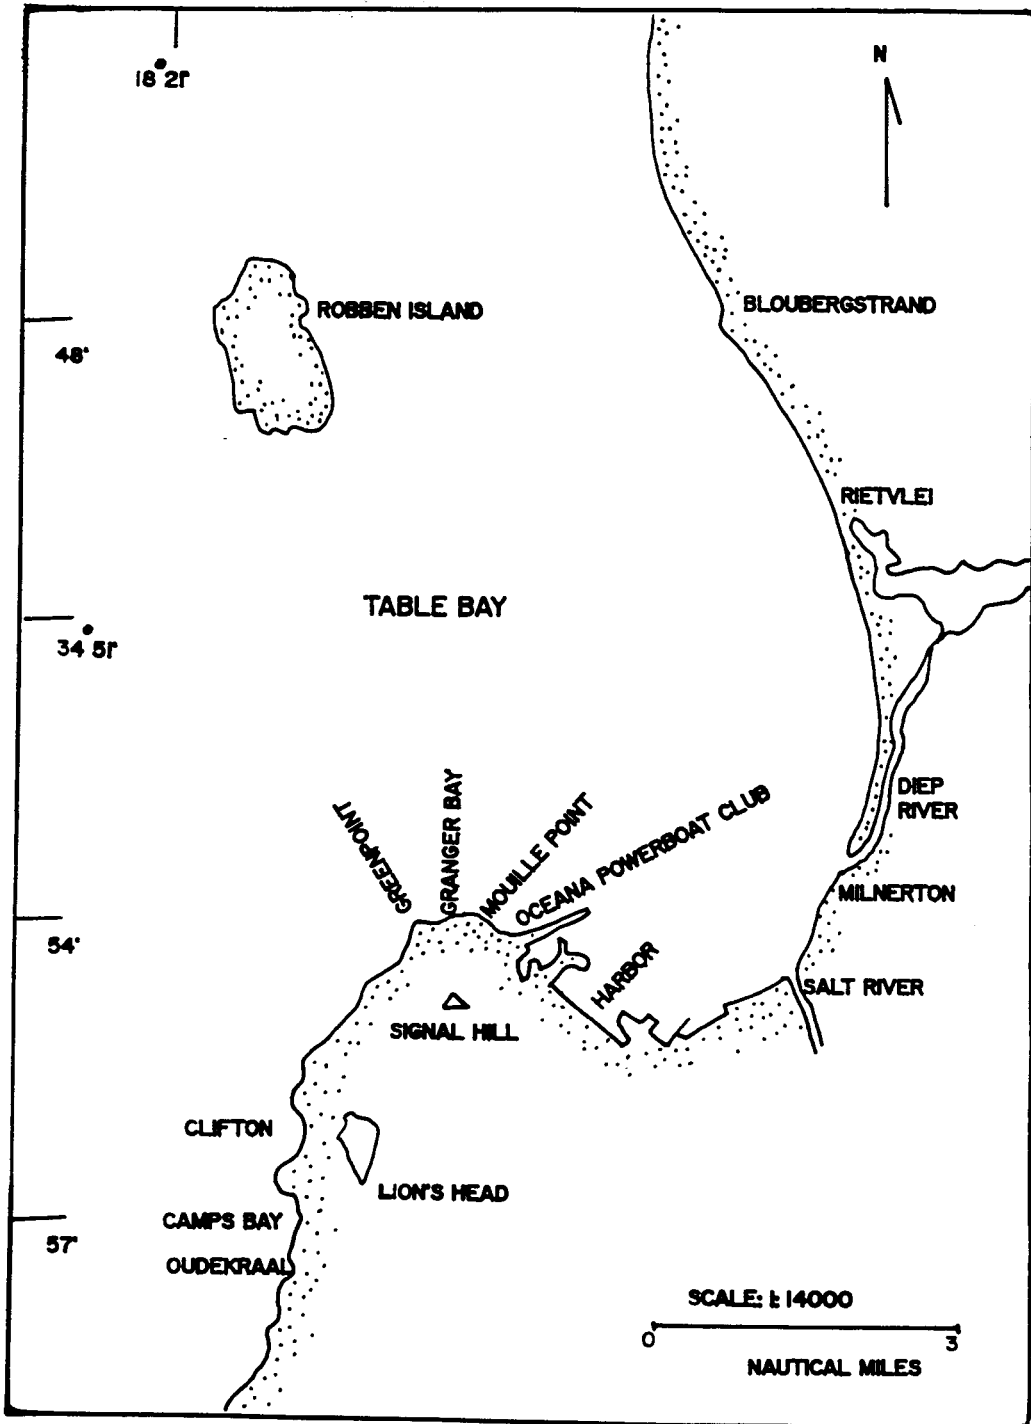 N
18°21'
ROBBEN ISLAND
BLOUBERGSTRAND
48'
RIETVLEI
TABLE BAY
34°51'
GREENPOINT
GRANGER BAY
MOUILLE POINT
OCEANA POWERBOAT CLUB
DIEP
RIVER
MILNERTON
54'
HARBOR
SALT RIVER
SIGNAL HILL
CLIFTON
LION'S HEAD
CAMPS BAY
57'
OUDEKRAAL
SCALE: 1: 14000
0 3
NAUTICAL MILES